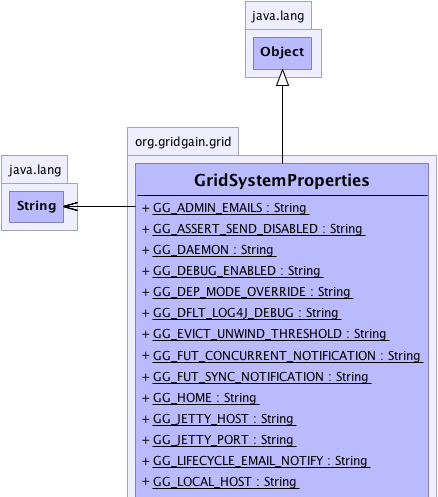 java.lang
Object
org.gridgain.grid
java.lang
String
GridSystemProperties
+ GG_ADMIN_EMAILS : String
+ GG_ASSERT_SEND_DISABLED : String
+ GG_DAEMON : String
+ GG_DEBUG_ENABLED : String
+ GG_DEP_MODE_OVERRIDE : String
+ GG_DFLT_LOG4J_DEBUG : String
+ GG_EVICT_UNWIND_THRESHOLD : String
+ GG_FUT_CONCURRENT_NOTIFICATION : String
+ GG_FUT_SYNC_NOTIFICATION : String
+ GG_HOME : String
+ GG_JETTY_HOST : String
+ GG_JETTY_PORT : String
+ GG_LIFECYCLE_EMAIL_NOTIFY : String
+ GG_LOCAL_HOST : String